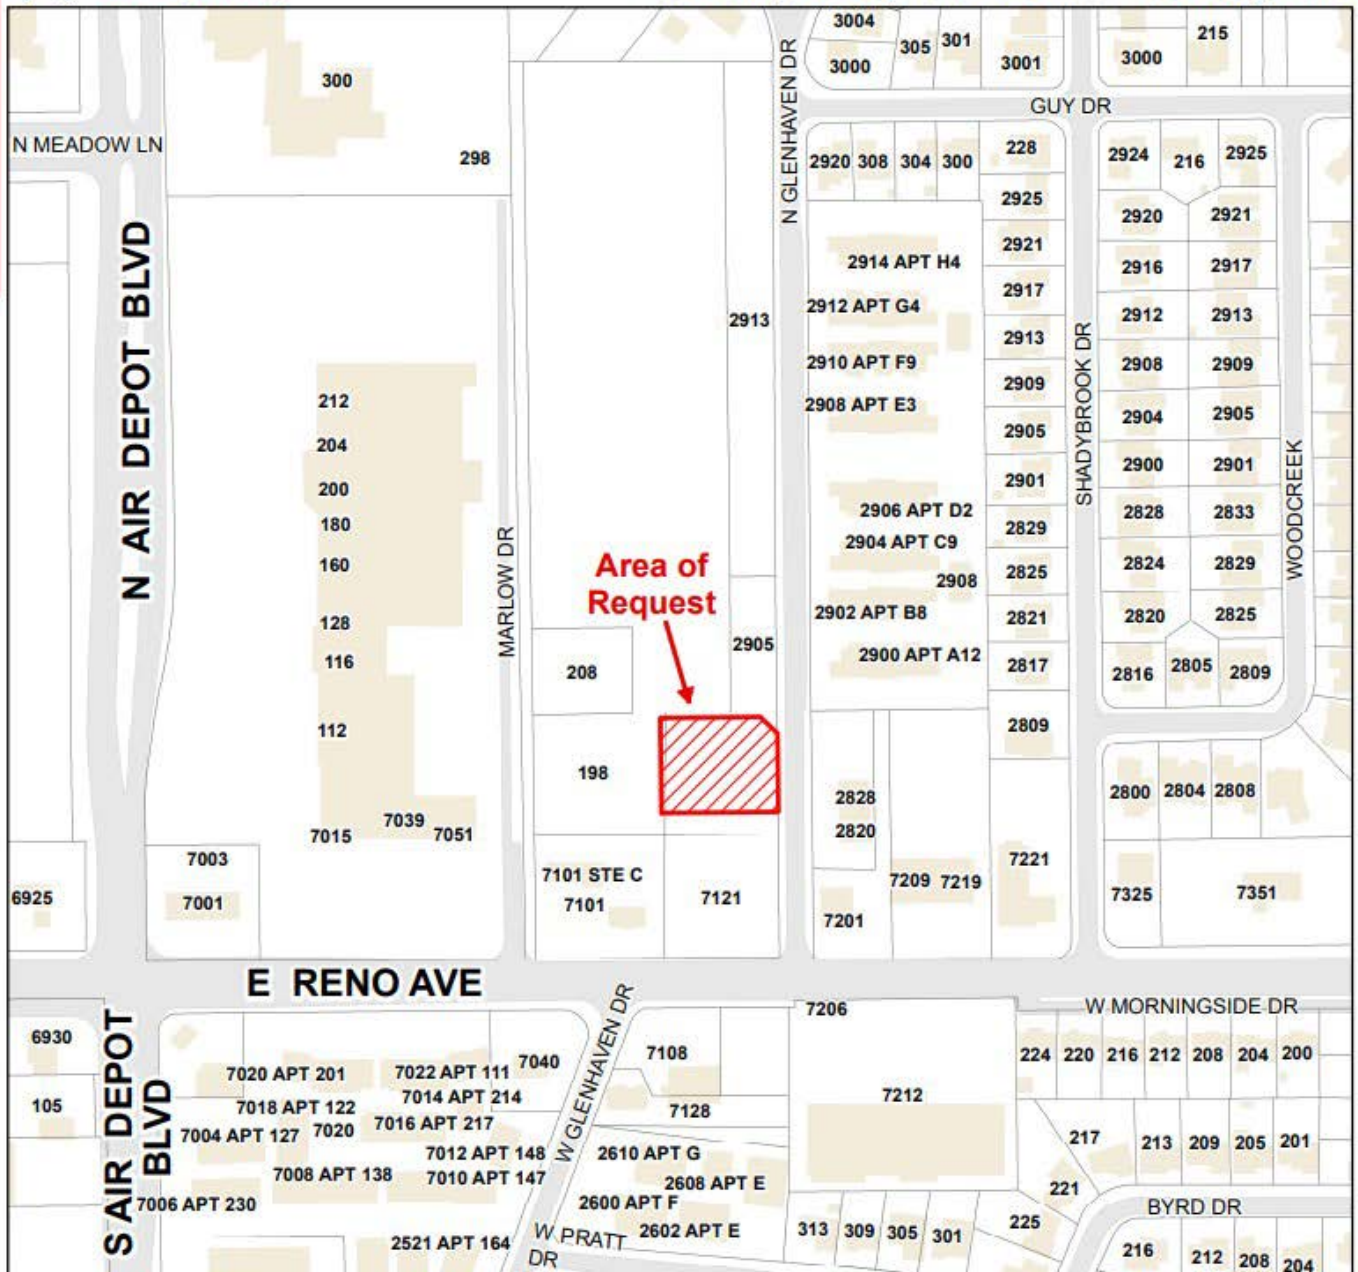 3004
305
301
3000
3001
215
3000
300
298
N MEADOW LN
N GLENHAVEN DR
GUY DR
2920
308
304
300
228
2924
216
2925
2925
2920
2921
2921
2916
2917
2917
2912
2913
2913
2908
2909
2909
2904
2905
2905
2900
2901
2901
2828
2833
2829
2824
2829
2825
2820
2825
2821
2816
2805
2809
2817
2809
SHADYBROOK DR
WOODCREEK
2914 APT H4
2912 APT G4
2910 APT F9
2908 APT E3
2906 APT D2
2904 APT C9
2908
2902 APT B8
2900 APT A12
2913
2905
N AIR DEPOT BLVD
212
204
200
180
160
128
116
112
7015
7039
7051
MARLOW DR
Area of
Request
208
198
7003
7001
6925
7101 STE C
7101
7121
2828
2820
7201
7209
7219
7221
2800
2804
2808
7325
7351
E RENO AVE
W MORNINGSIDE DR
6930
105
S AIR DEPOT
BLVD
7020 APT 201
7022 APT 111
7040
7018 APT 122
7014 APT 214
7004 APT 127
7020
7016 APT 217
7012 APT 148
7008 APT 138
7010 APT 147
7006 APT 230
2521 APT 164
W GLENHAVEN DR
7108
7128
2610 APT G
2608 APT E
2600 APT F
2602 APT E
W PRATT
DR
7206
7212
313
309
305
301
224
220
216
212
208
204
200
217
213
209
205
201
221
225
BYRD DR
216
212
208
204